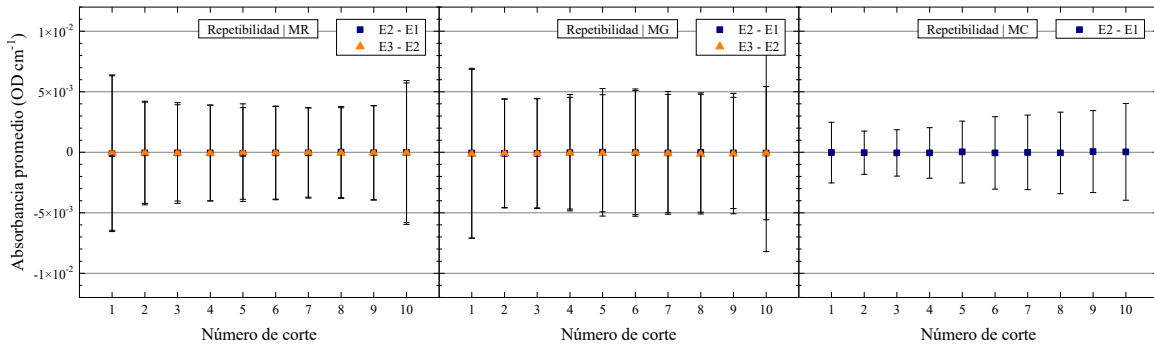 1×10⁻²
5×10⁻³
0
-5×10⁻³
-1×10⁻²
Absorbancia promedio (OD cm⁻¹)
Repetibilidad | MR
E2 - E1
E3 - E2
1 2 3 4 5 6 7 8 9 10
Número de corte
Repetibilidad | MG
E2 - E1
E3 - E2
1 2 3 4 5 6 7 8 9 10
Número de corte
Repetibilidad | MC
E2 - E1
1 2 3 4 5 6 7 8 9 10
Número de corte